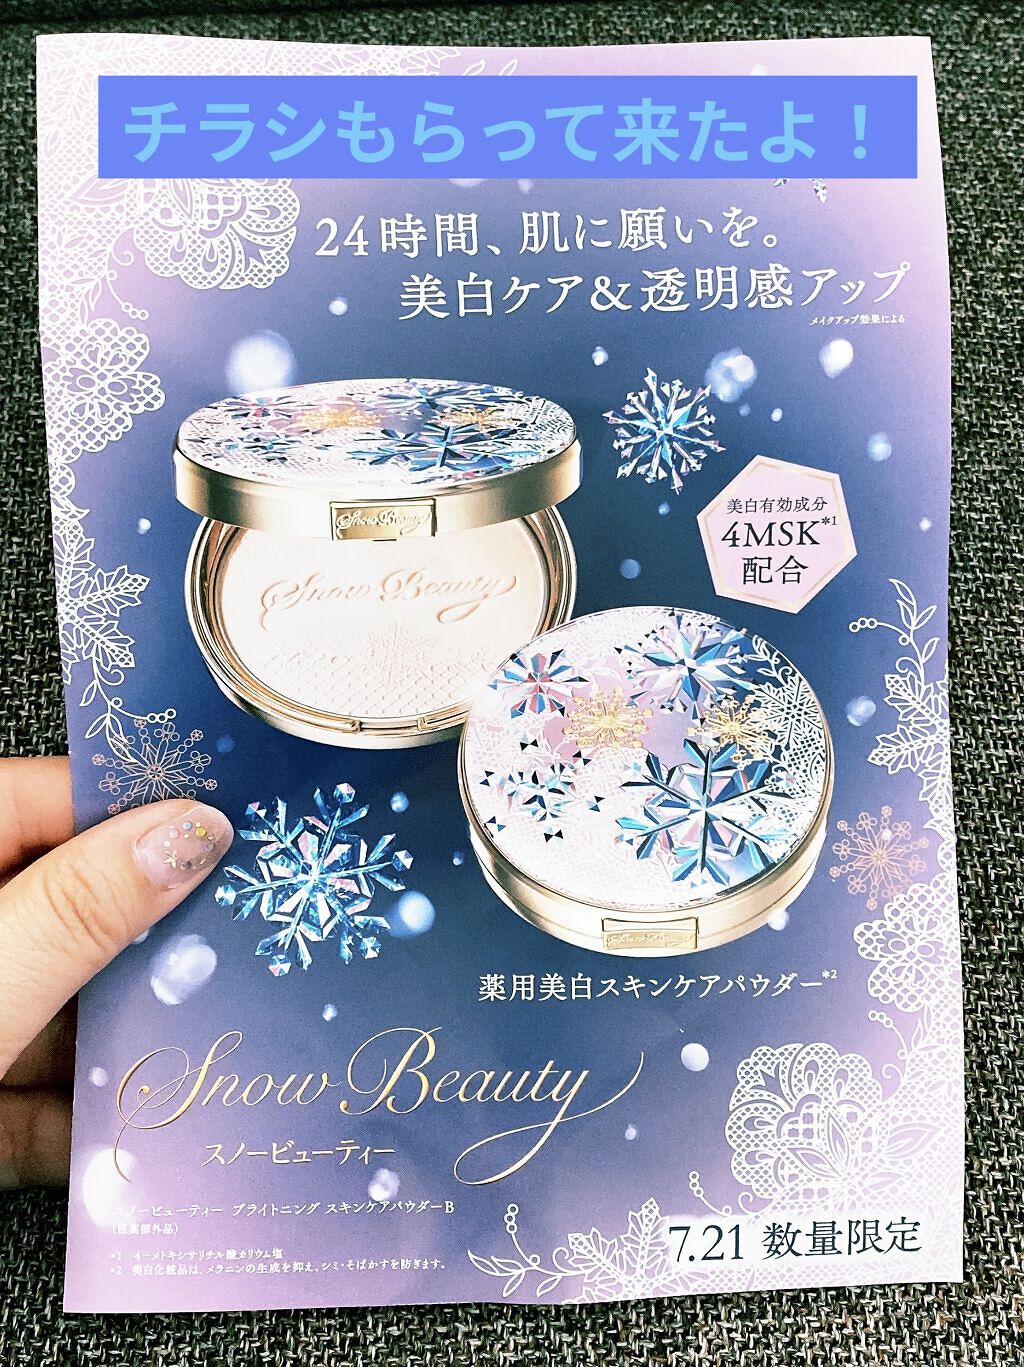 チラシもらって来たよ！
24時間、肌に願いを。
美白ケア&透明感アップ
メイクアップ効果による
美白有効成分
4MSK*1
配合
Snow Beauty
Snow Beauty
Snow Beauty
薬用美白スキンケアパウダー*2
Snow Beauty
スノービューティー
スノービューティー ブライトニング スキンケアパウダーB
(医薬部外品)
*1 4-メトキシサリチル酸カリウム塩
*2 美白化粧品は、メラニンの生成を抑え、シミ・そばかすを防ぎます。
7.21 数量限定